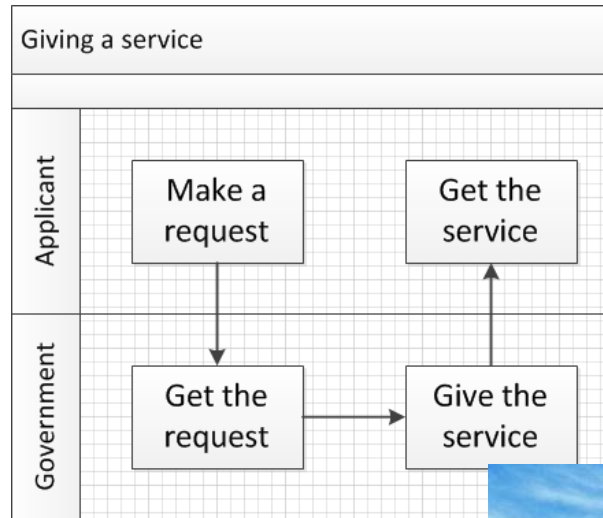 Giving a service
Applicant
Make a
request
Get the
service
Government
Get the
request
Give the
service